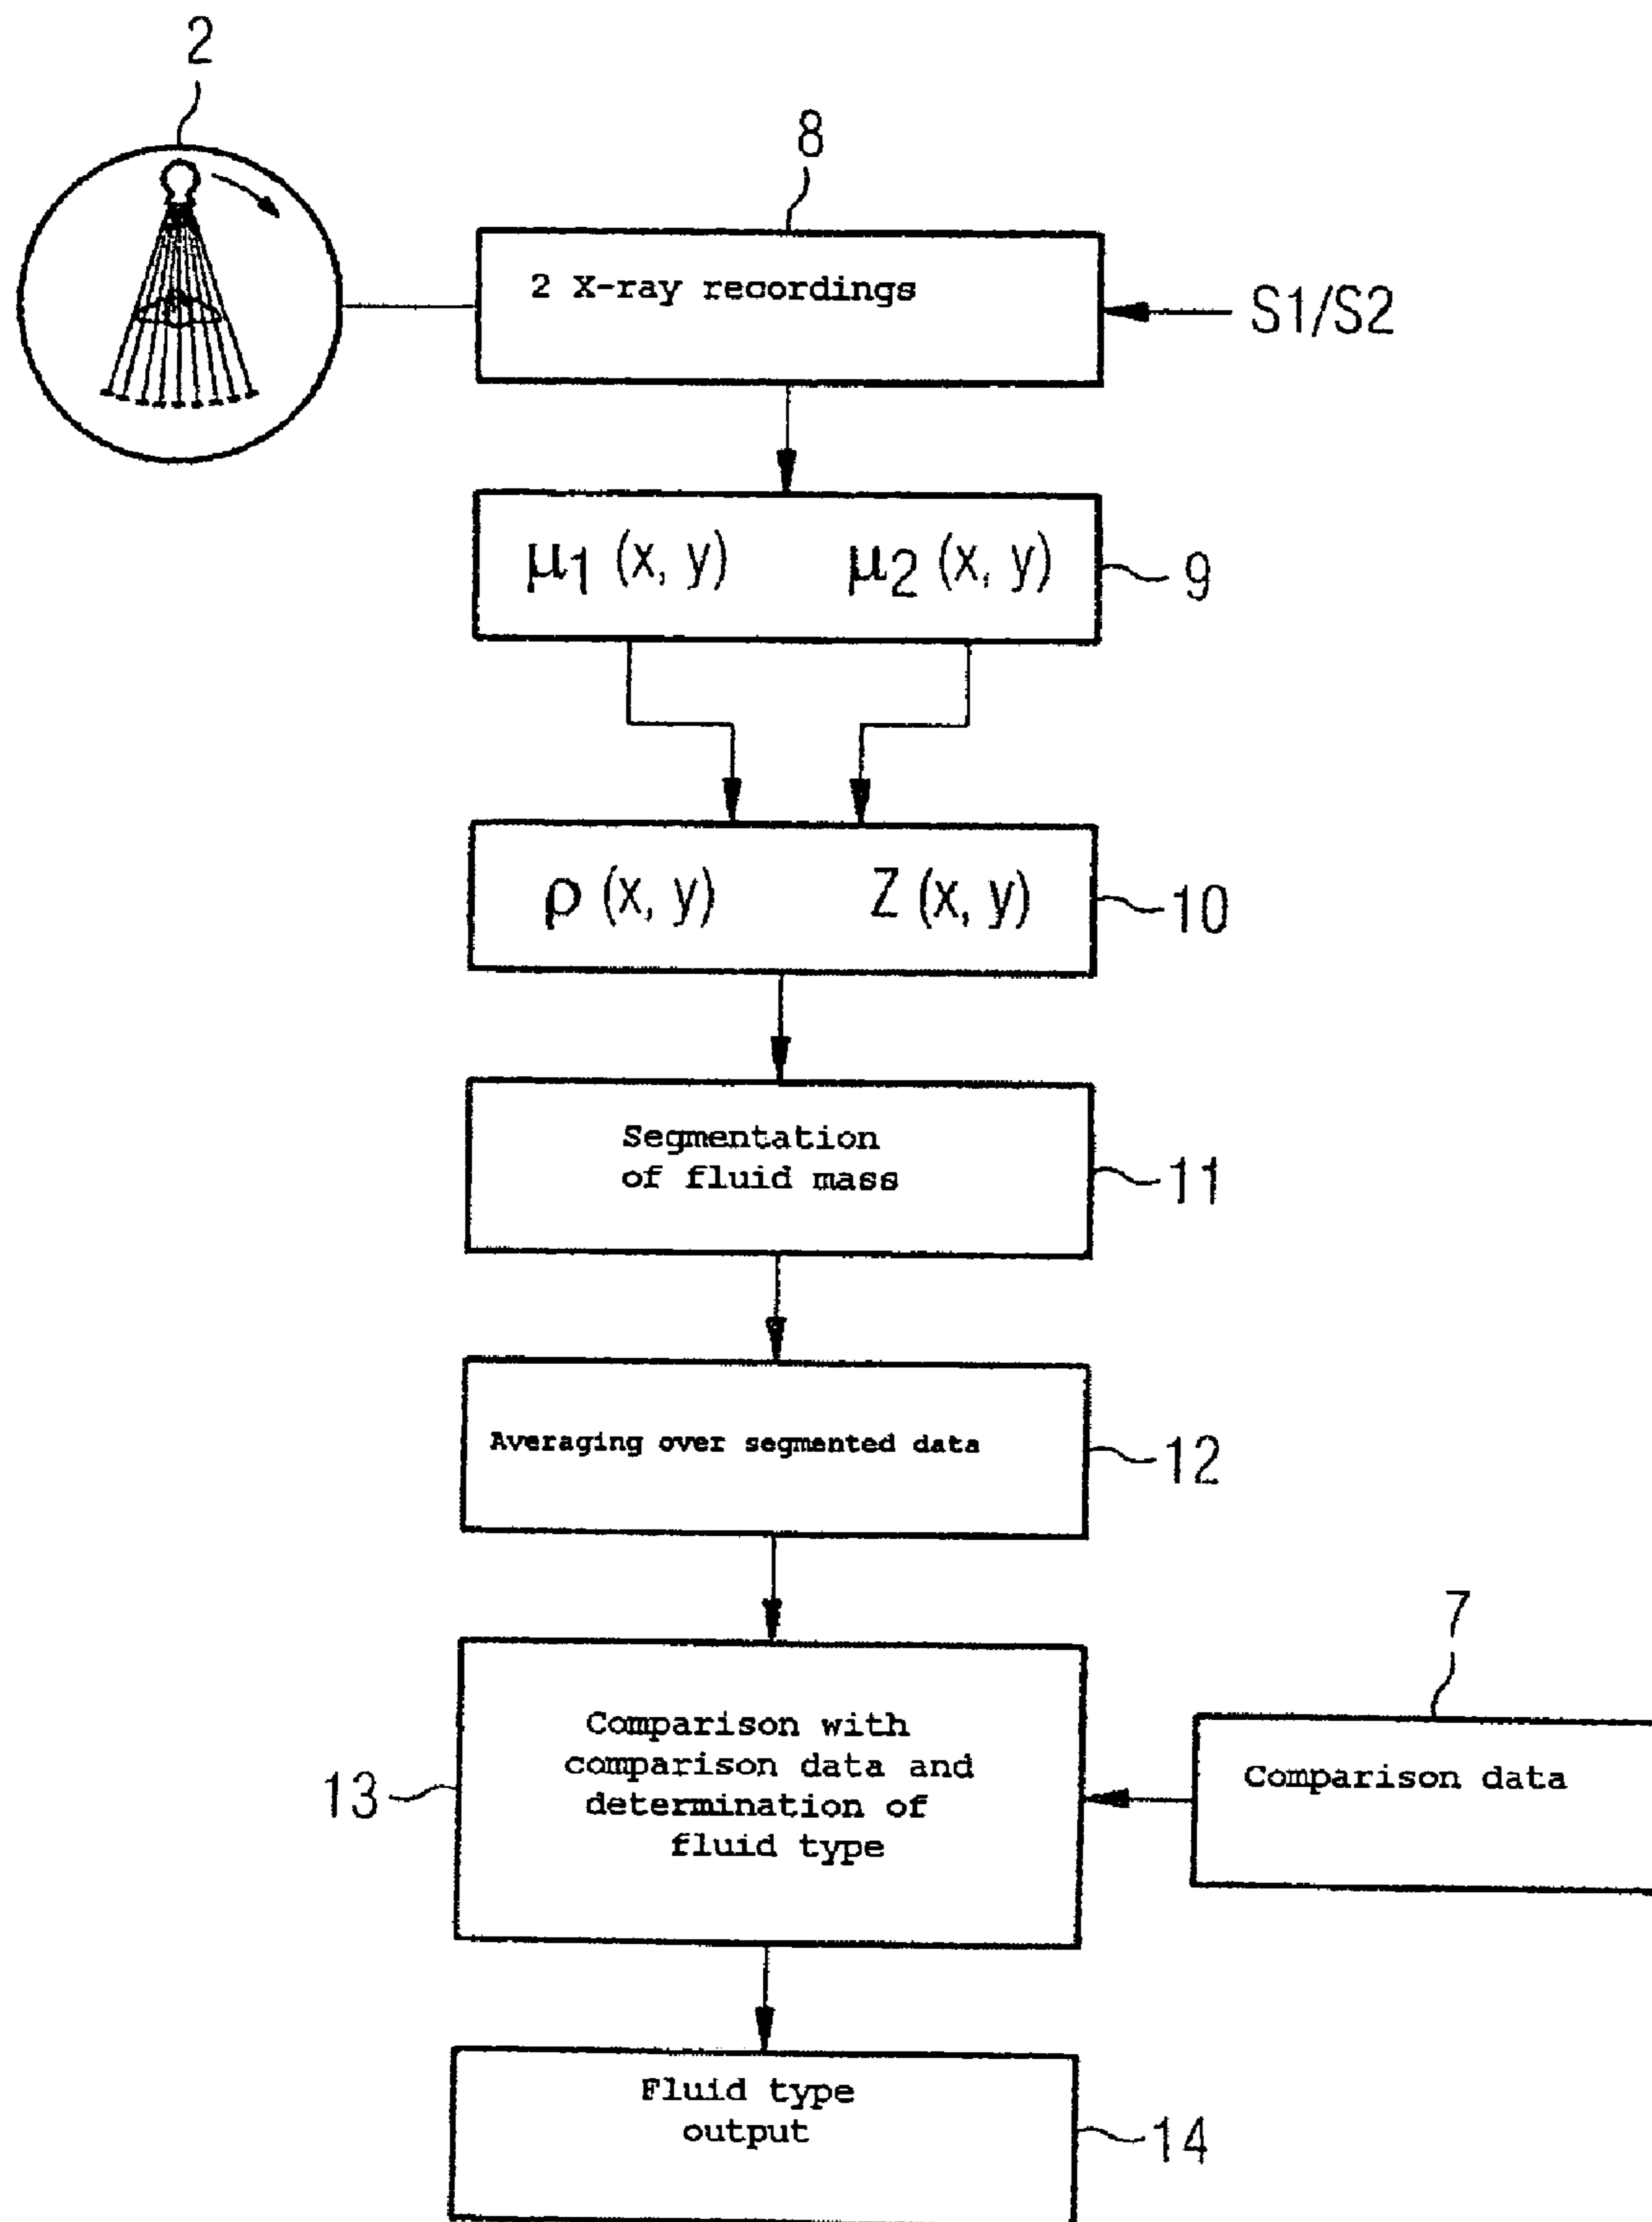 2
8
2 X-ray recordings
S1/S2
μ1 (x, y) μ2 (x, y)
9
ρ (x, y) Z (x, y)
10
Segmentation
of fluid mass
11
Averaging over segmented data
12
7
Comparison with
comparison data and
determination of
fluid type
13
Comparison data
Fluid type
output
14